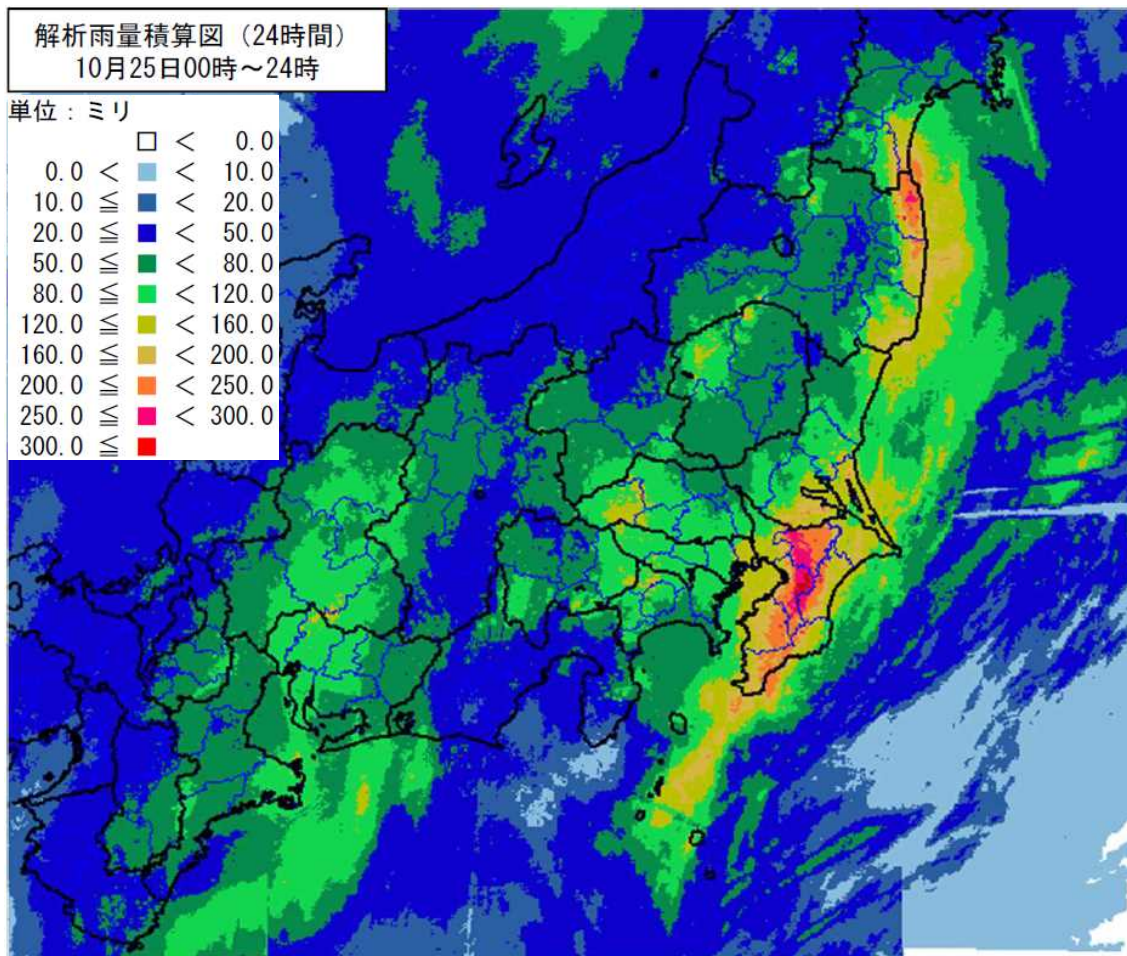 解析雨量積算図（24時間）
10月25日00時～24時
単位：ミリ
□ ＜ 0.0
0.0 ＜ ■ ＜ 10.0
10.0 ≦ ■ ＜ 20.0
20.0 ≦ ■ ＜ 50.0
50.0 ≦ ■ ＜ 80.0
80.0 ≦ ■ ＜ 120.0
120.0 ≦ ■ ＜ 160.0
160.0 ≦ ■ ＜ 200.0
200.0 ≦ ■ ＜ 250.0
250.0 ≦ ■ ＜ 300.0
300.0 ≦ ■